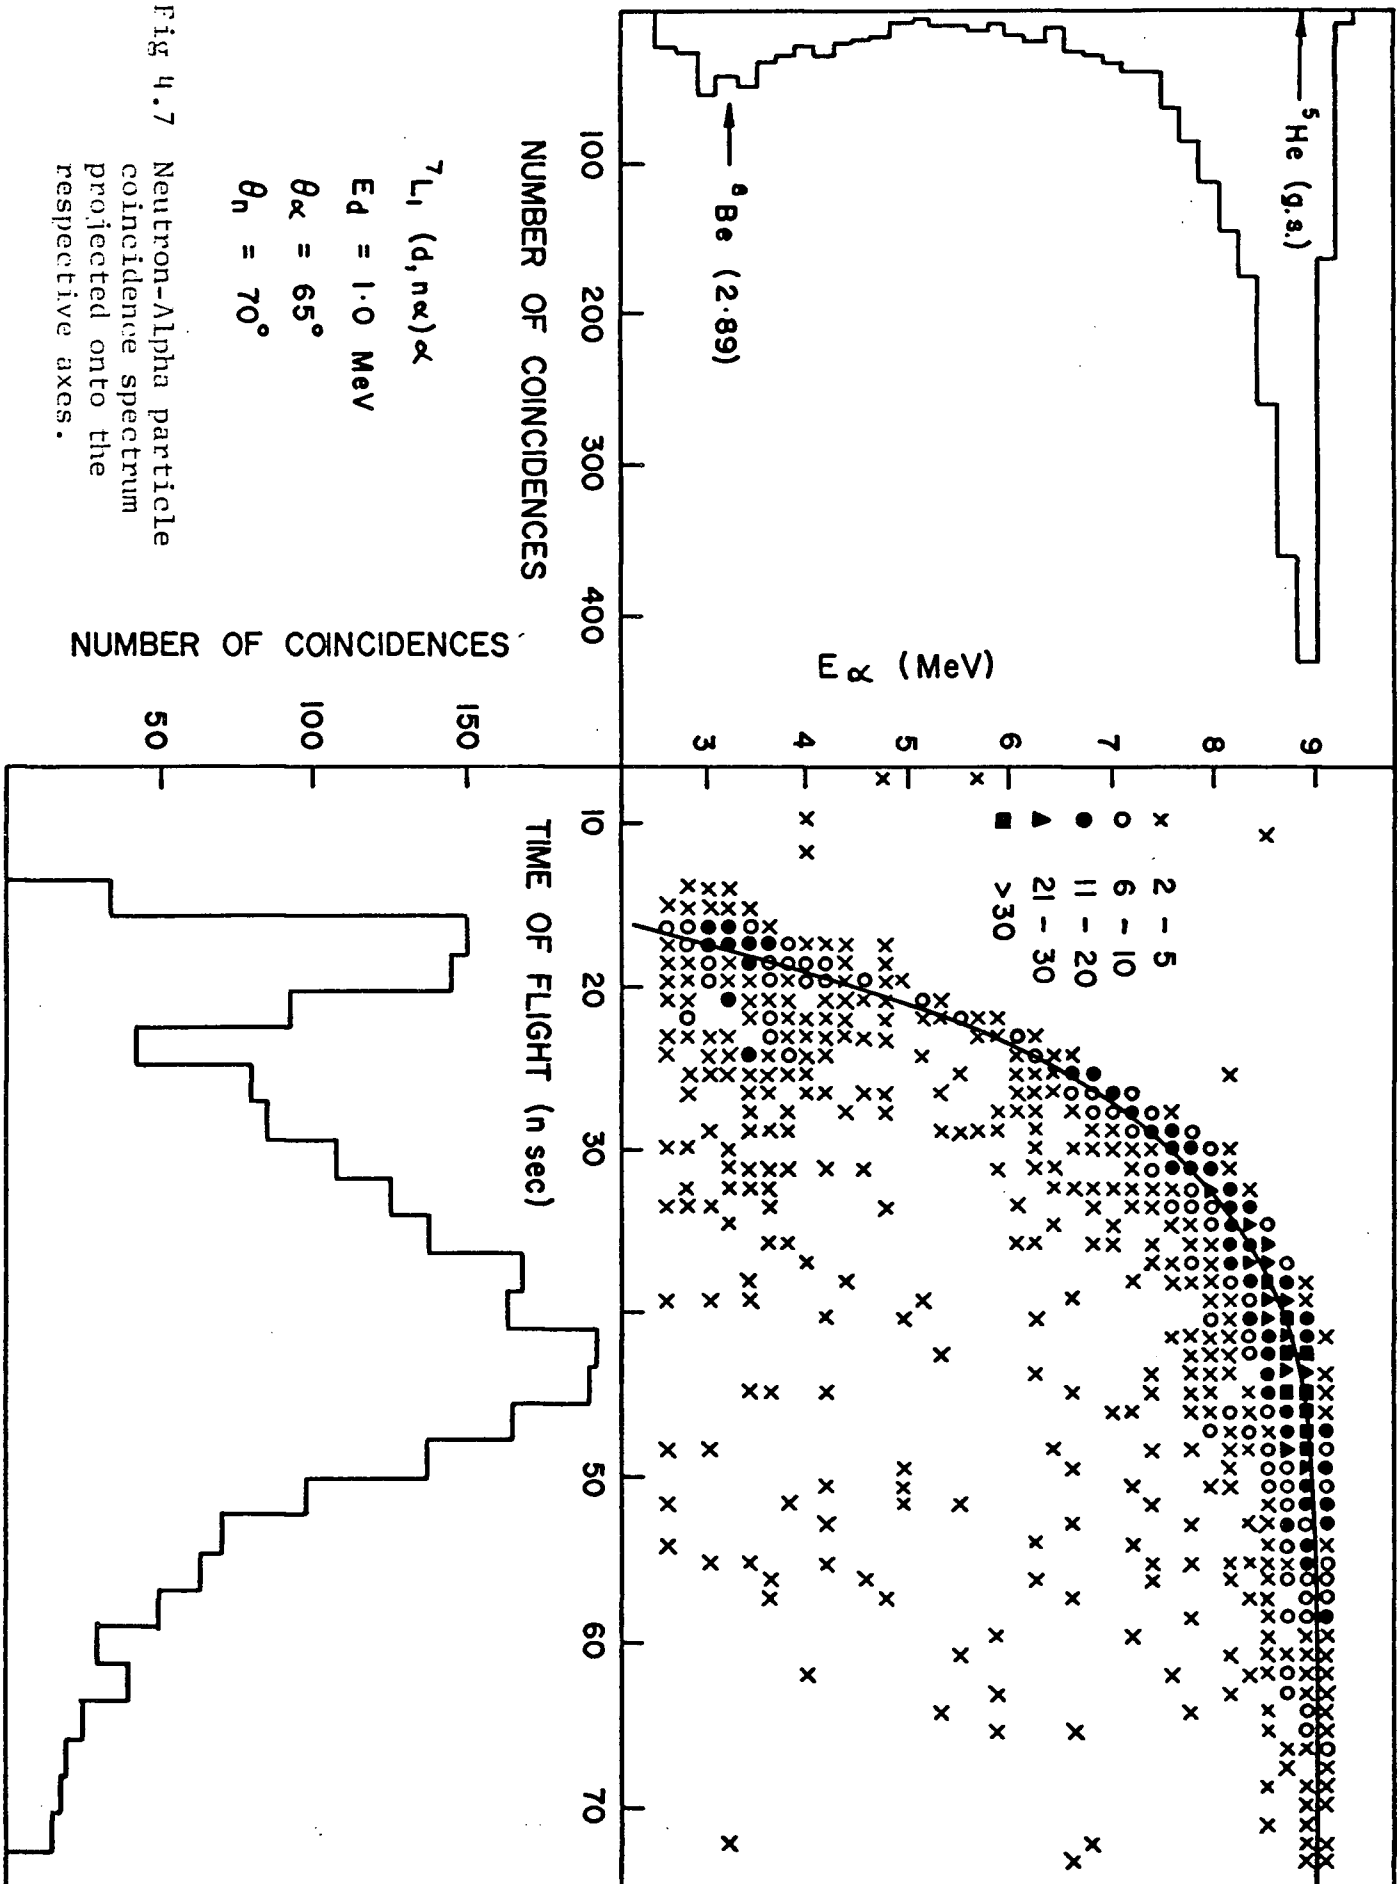 ⁵He (g.s.)
⁸Be (2·89)
100
200
300
400
NUMBER OF COINCIDENCES
⁷Li (d,nα)α
Ed = 1·0 MeV
θα = 65°
θn = 70°
Eα (MeV)
3
4
5
6
7
8
9
× 2 - 5
○ 6 - 10
● 11 - 20
▲ 21 - 30
■ >30
10
20
30
50
60
70
TIME OF FLIGHT (n sec)
NUMBER OF COINCIDENCES
50
100
150
Fig 4.7 Neutron-Alpha particle
coincidence spectrum
projected onto the
respective axes.